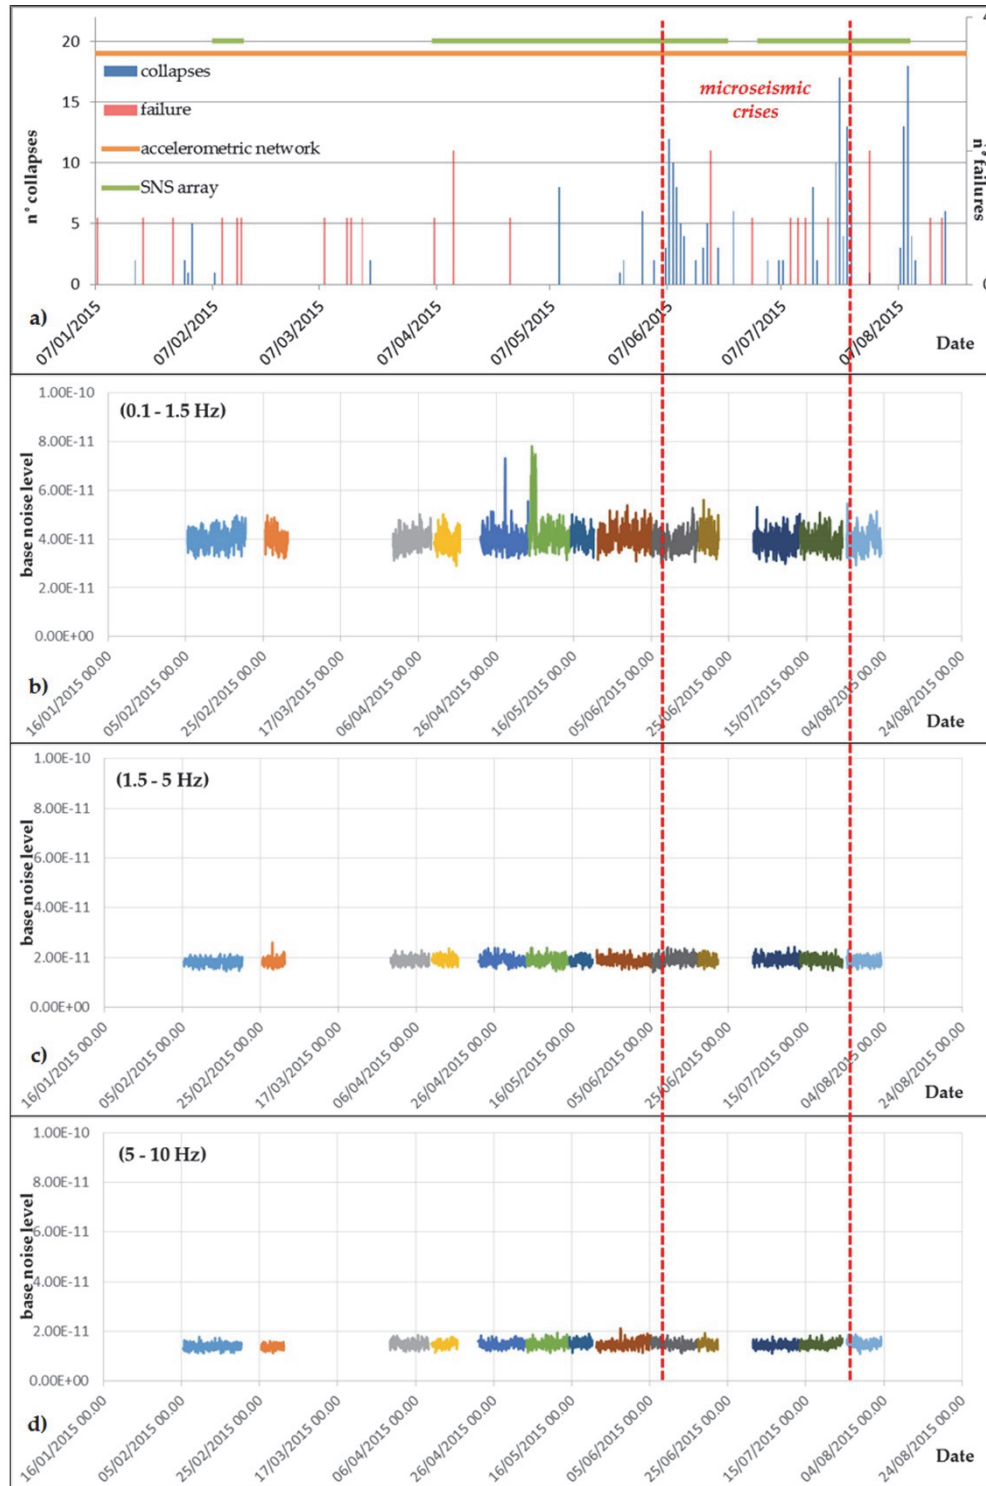 4
20
collapses
microseismic
crises
15
failure
n° collapses
accelerometric network
10
n° failures
SNS array
5
0
0
a)
07/01/2015
07/02/2015
07/03/2015
07/04/2015
07/05/2015
07/06/2015
07/07/2015
07/08/2015
Date
1.00E-10
(0.1 - 1.5 Hz)
8.00E-11
base noise level
6.00E-11
4.00E-11
2.00E-11
0.00E+00
b)
16/01/2015 00.00
05/02/2015 00.00
25/02/2015 00.00
17/03/2015 00.00
06/04/2015 00.00
26/04/2015 00.00
16/05/2015 00.00
05/06/2015 00.00
25/06/2015 00.00
15/07/2015 00.00
04/08/2015 00.00
24/08/2015 00.00
Date
1.00E-10
(1.5 - 5 Hz)
8.00E-11
base noise level
6.00E-11
4.00E-11
2.00E-11
0.00E+00
c)
16/01/2015 00.00
05/02/2015 00.00
25/02/2015 00.00
17/03/2015 00.00
06/04/2015 00.00
26/04/2015 00.00
16/05/2015 00.00
05/06/2015 00.00
25/06/2015 00.00
15/07/2015 00.00
04/08/2015 00.00
24/08/2015 00.00
Date
1.00E-10
(5 - 10 Hz)
8.00E-11
base noise level
6.00E-11
4.00E-11
2.00E-11
0.00E+00
d)
16/01/2015 00.00
05/02/2015 00.00
25/02/2015 00.00
17/03/2015 00.00
06/04/2015 00.00
26/04/2015 00.00
16/05/2015 00.00
05/06/2015 00.00
25/06/2015 00.00
15/07/2015 00.00
04/08/2015 00.00
24/08/2015 00.00
Date